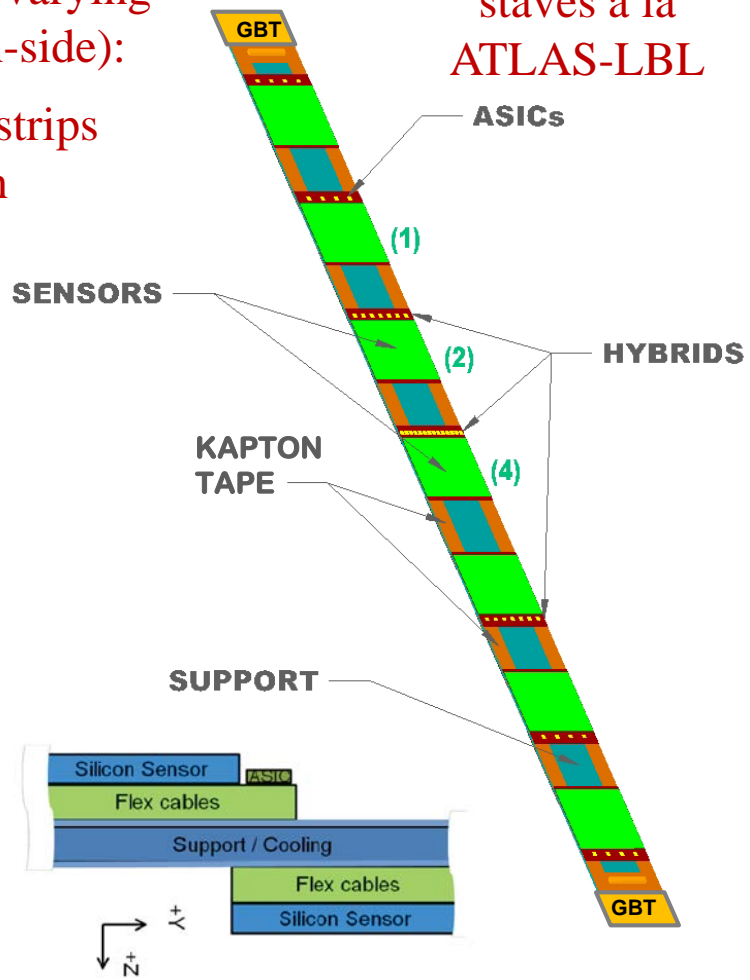 varying
-side):
strips
staves a la
ATLAS-LBL
GBT
ASICs
(1)
SENSORS
(2)
HYBRIDS
KAPTON
TAPE
(4)
SUPPORT
Silicon Sensor
ASIC
Flex cables
Support / Cooling
Flex cables
Silicon Sensor
+Y
+Z
GBT